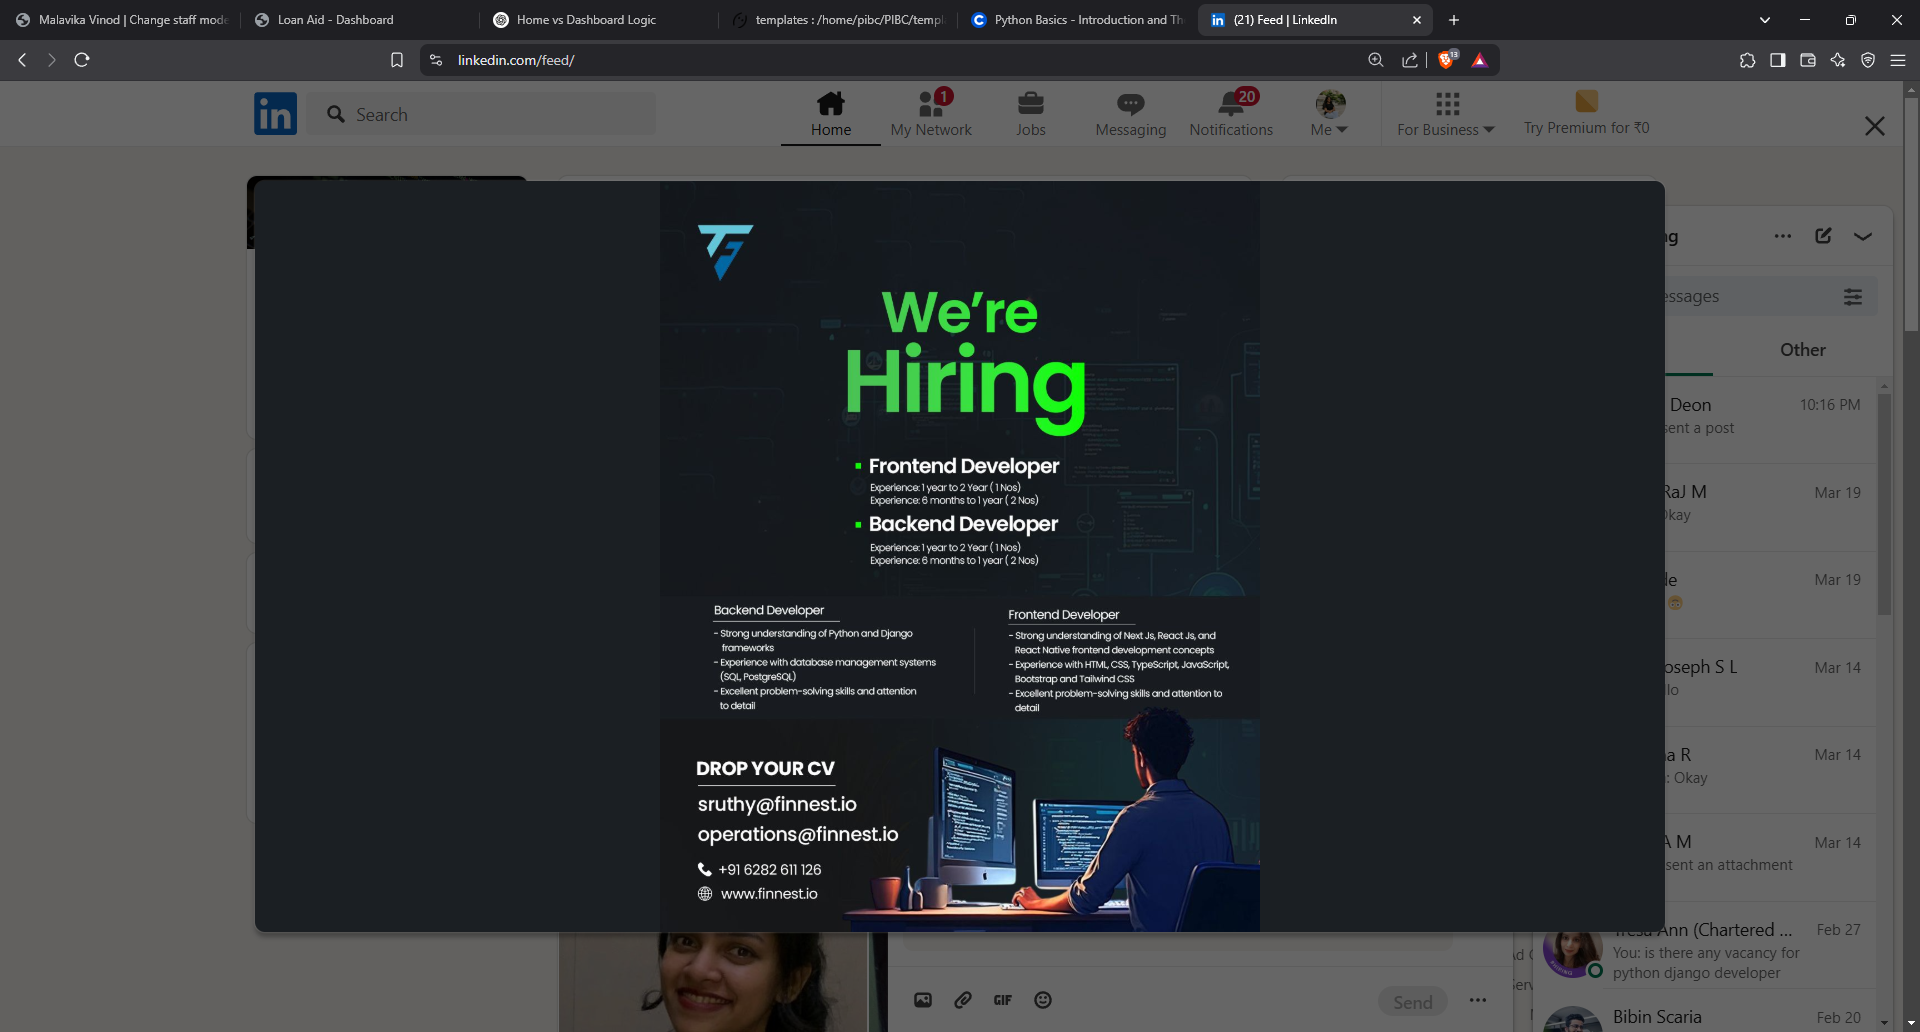 Malavika Vinod | Change staff mode
Loan Aid - Dashboard
Home vs Dashboard Logic
templates : /home/pibc/PIBC/templ
Python Basics - Introduction and Th
(21) Feed | LinkedIn
linkedin.com/feed/
13
in
Search
Home
1
My Network
Jobs
Messaging
20
Notifications
Me
For Business
Try Premium for ₹0
We're
Hiring
Frontend Developer
Experience: 1 year to 2 Year ( 1 Nos)
Experience: 6 months to 1 year ( 2 Nos)
Backend Developer
Experience: 1 year to 2 Year ( 1 Nos)
Experience: 6 months to 1 year ( 2 Nos)
Backend Developer
- Strong understanding of Python and Django
frameworks
- Experience with database management systems
(SQL, PostgreSQL)
- Excellent problem-solving skills and attention
to detail
Frontend Developer
- Strong understanding of Next Js, React Js, and
React Native frontend development concepts
- Experience with HTML, CSS, TypeScript, JavaScript,
Bootstrap and Tailwind CSS
- Excellent problem-solving skills and attention to
detail
DROP YOUR CV
sruthy@finnest.io
operations@finnest.io
+91 6282 611 126
www.finnest.io
ng
essages
Other
Deon
10:16 PM
sent a post
RaJ M
Mar 19
Okay
de
Mar 19
oseph S L
Mar 14
llo
na R
Mar 14
: Okay
A M
Mar 14
sent an attachment
Tresa Ann (Chartered ...
Feb 27
You: is there any vacancy for
python django developer
Bibin Scaria
Feb 20
GIF
Send